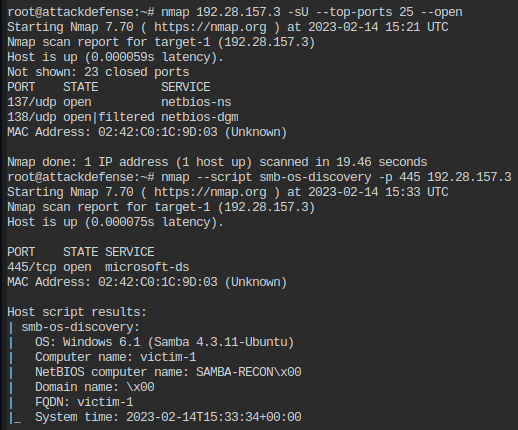 root@attackdefense:~# nmap 192.28.157.3 -sU --top-ports 25 --open
Starting Nmap 7.70 ( https://nmap.org ) at 2023-02-14 15:21 UTC
Nmap scan report for target-1 (192.28.157.3)
Host is up (0.000059s latency).
Not shown: 23 closed ports
PORT    STATE         SERVICE
137/udp open          netbios-ns
138/udp open|filtered netbios-dgm
MAC Address: 02:42:C0:1C:9D:03 (Unknown)

Nmap done: 1 IP address (1 host up) scanned in 19.46 seconds
root@attackdefense:~# nmap --script smb-os-discovery -p 445 192.28.157.3
Starting Nmap 7.70 ( https://nmap.org ) at 2023-02-14 15:33 UTC
Nmap scan report for target-1 (192.28.157.3)
Host is up (0.000075s latency).

PORT    STATE SERVICE
445/tcp open  microsoft-ds
MAC Address: 02:42:C0:1C:9D:03 (Unknown)

Host script results:
| smb-os-discovery:
|   OS: Windows 6.1 (Samba 4.3.11-Ubuntu)
|   Computer name: victim-1
|   NetBIOS computer name: SAMBA-RECON\x00
|   Domain name: \x00
|   FQDN: victim-1
|_  System time: 2023-02-14T15:33:34+00:00